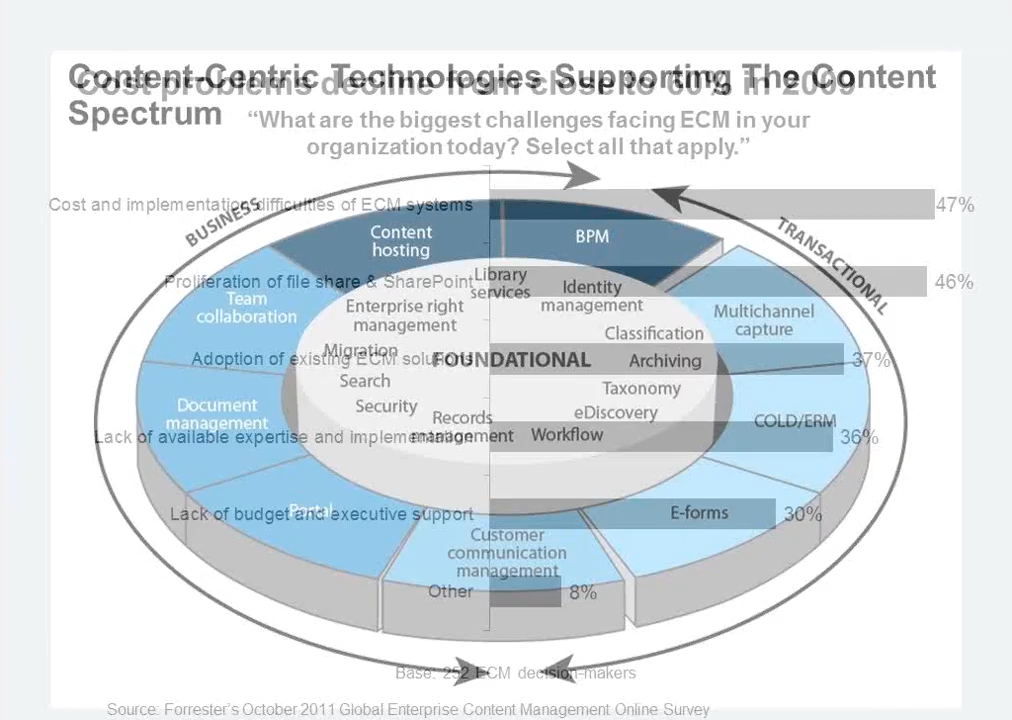 Content-Centric Technologies Supporting The Content
Spectrum
Cost problems decline from close to 60% in 2009
“What are the biggest challenges facing ECM in your
organization today? Select all that apply.”
BUSINESS
TRANSACTIONAL
Cost and implementation difficulties of ECM systems
47%
Content
hosting
BPM
Proliferation of file share & SharePoint
46%
Library
services
Identity
management
Team
collaboration
Enterprise right
management
Multichannel
capture
Classification
Migration
Adoption of existing ECM solutions
FOUNDATIONAL
Archiving
37%
Search
Taxonomy
Security
eDiscovery
Document
management
Records
management
Workflow
COLD/ERM
Lack of available expertise and implementation
36%
Portal
Lack of budget and executive support
E-forms
30%
Customer
communication
management
Other
8%
Base: 252 ECM decision-makers
Source: Forrester’s October 2011 Global Enterprise Content Management Online Survey